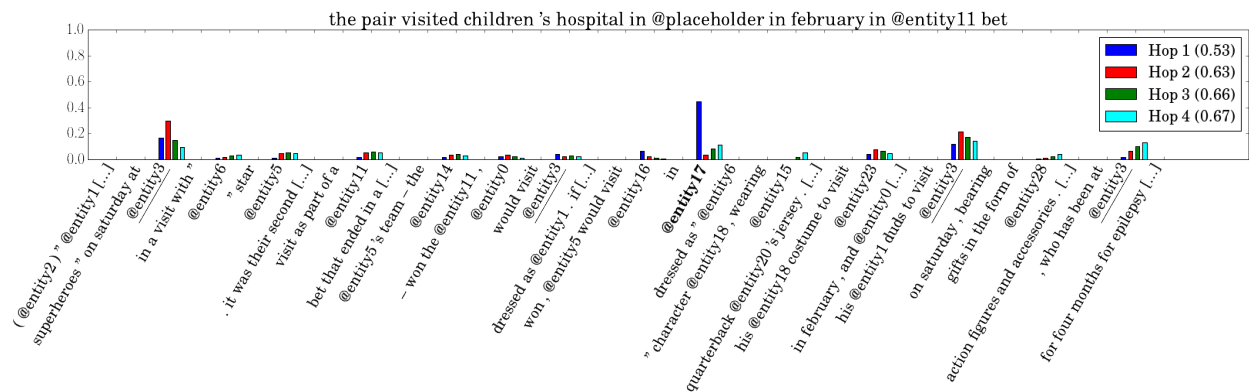 the pair visited children 's hospital in @placeholder in february in @entity11 bet
1.0
0.8
0.6
0.4
0.2
0.0
Hop 1 (0.53)
Hop 2 (0.63)
Hop 3 (0.66)
Hop 4 (0.67)
( @entity2 ) " @entity1 [...]
superheroes " on saturday at
@entity3
in a visit with "
@entity6
" star
@entity5
. it was their second [...]
visit as part of a
@entity11
bet that ended in a [...]
@entity5 's team – the
@entity14
– won the @entity11 ,
@entity0
would visit
@entity3
dressed as @entity1 . if [...]
won , @entity5 would visit
@entity16
in
@entity17
dressed as " @entity6
" character @entity18 , wearing
@entity15
quarterback @entity20 's jersey . [...]
his @entity18 costume to visit
@entity23
in february , and @entity0 [...]
his @entity1 duds to visit
@entity3
on saturday , bearing
gifts in the form of
@entity28
action figures and accessories . [...]
, who has been at
@entity3
for four months for epilepsy [...]